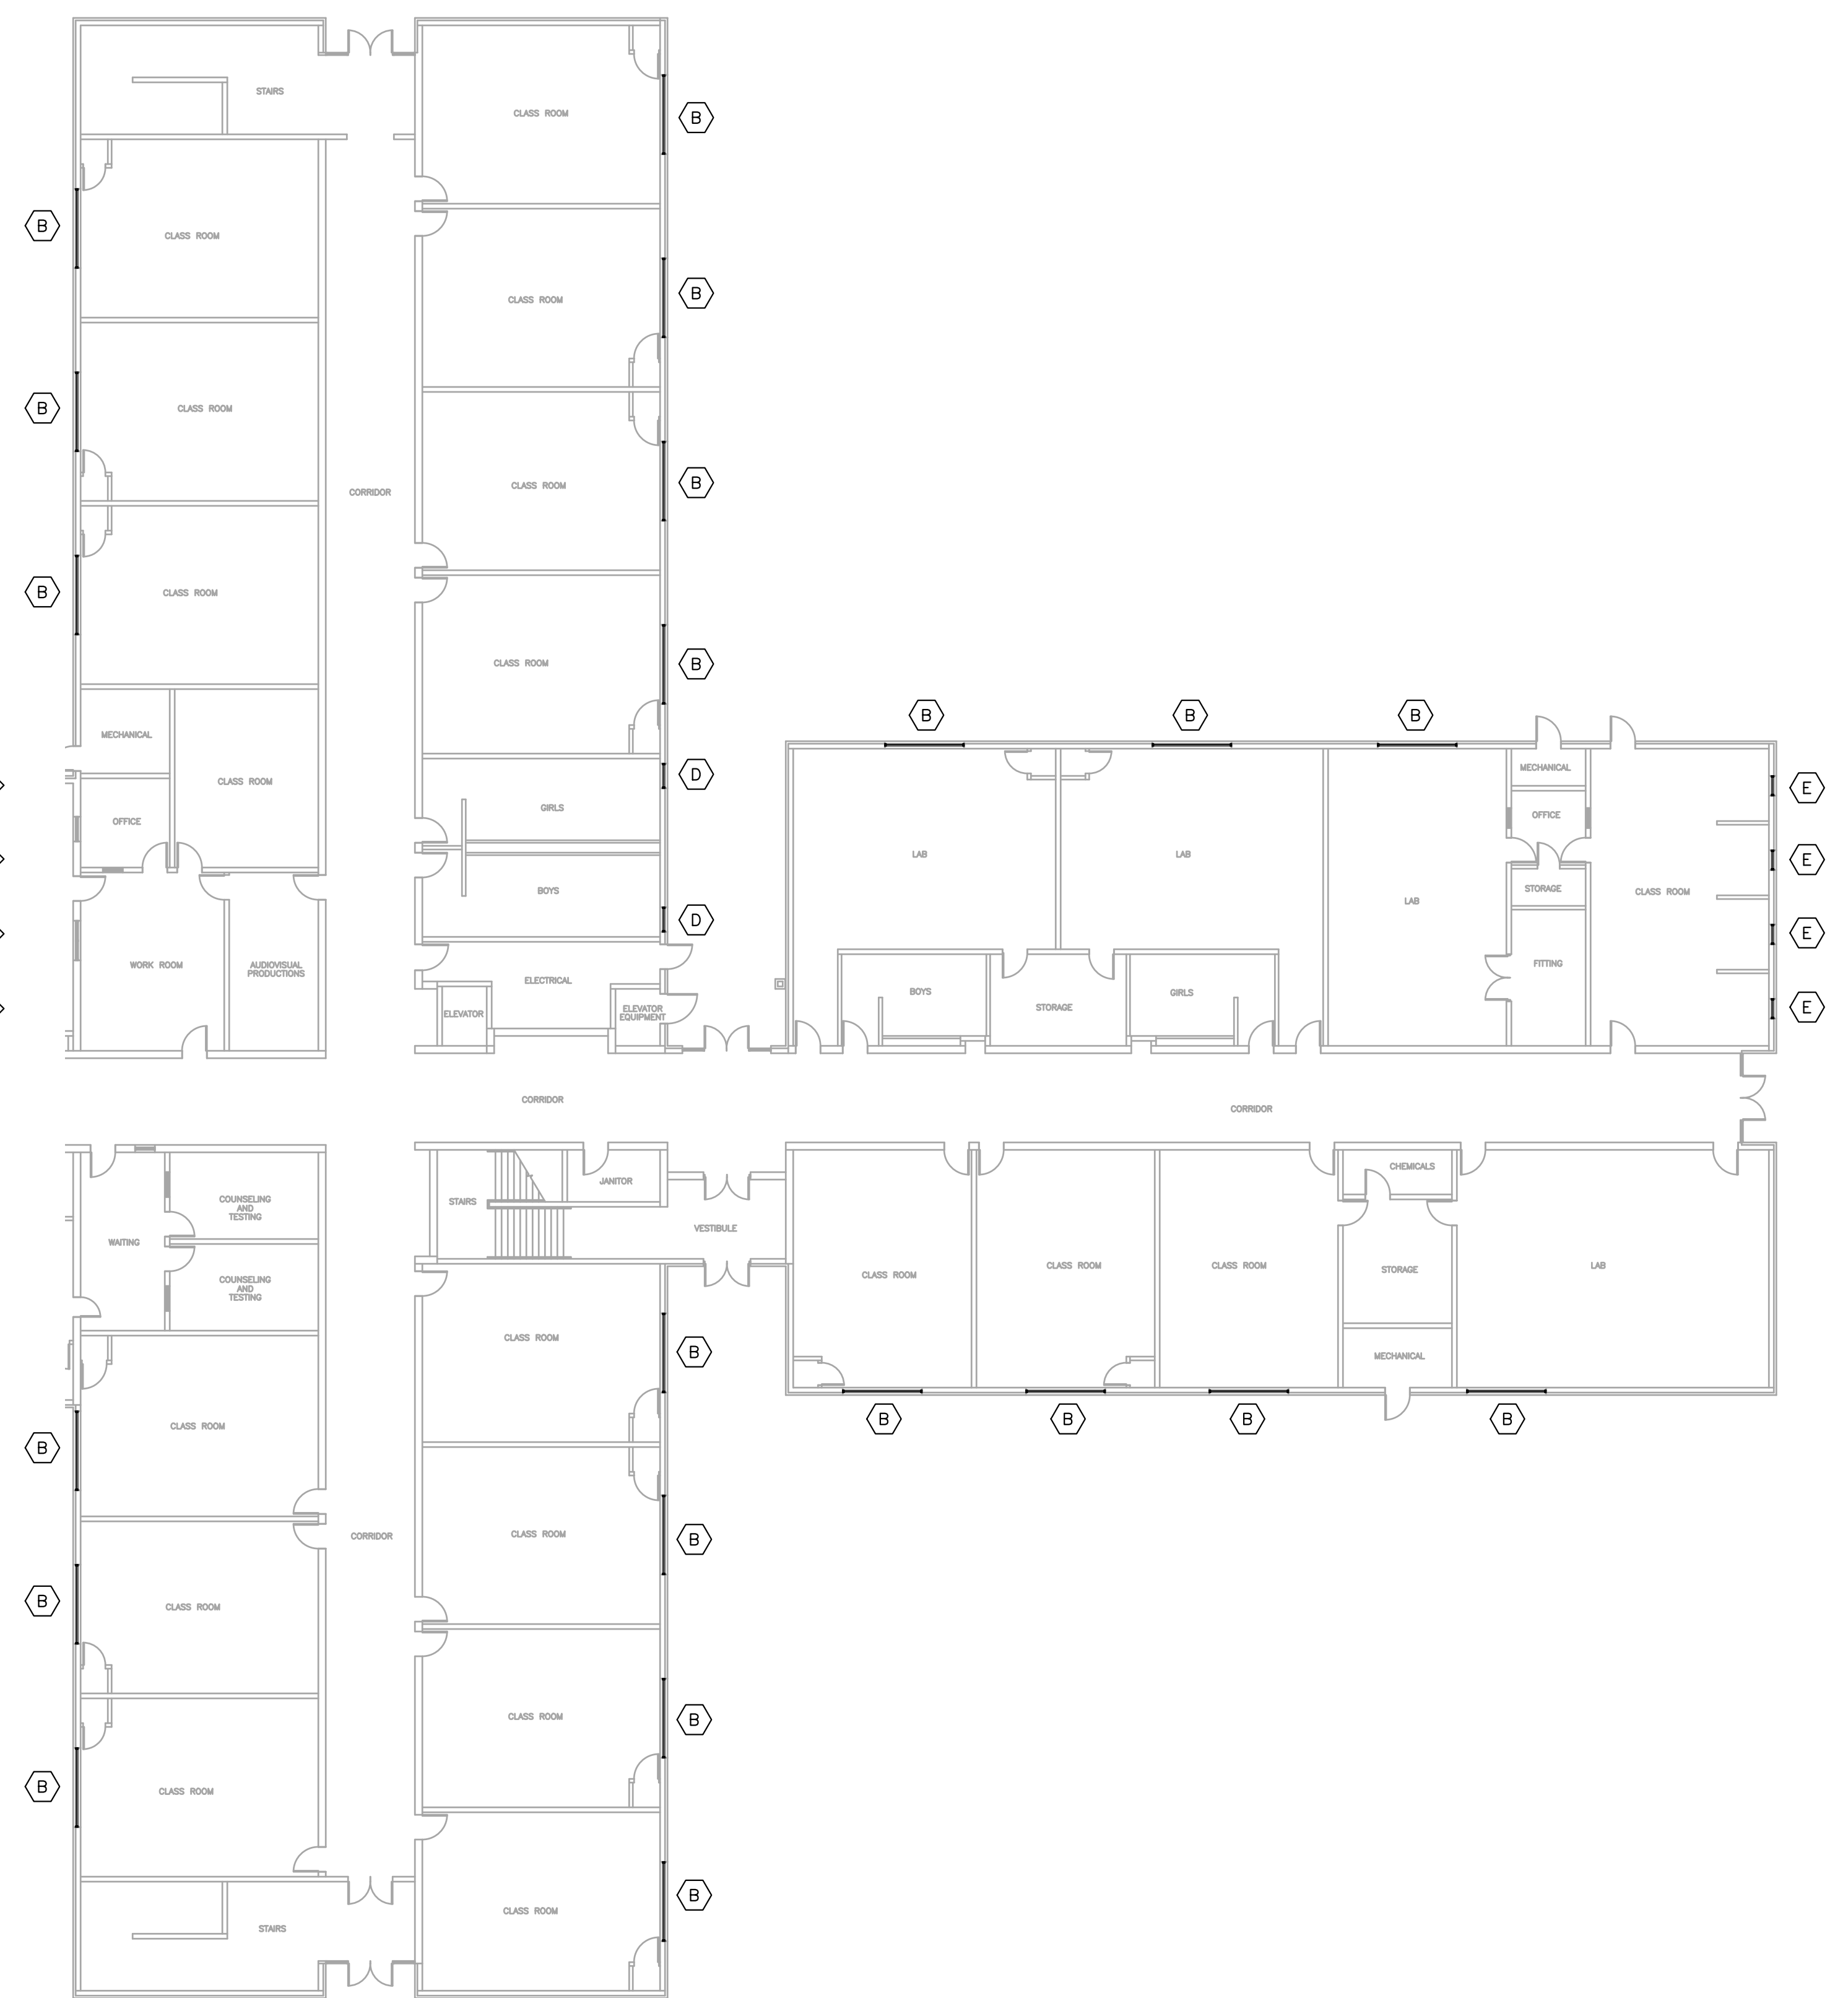 STAIRS
CLASS ROOM
B
B
CLASS ROOM
B
CLASS ROOM
B
CLASS ROOM
B
CORRIDOR
CLASS ROOM
B
CLASS ROOM
B
CLASS ROOM
B
B
B
B
MECHANICAL
MECHANICAL
D
CLASS ROOM
E
GIRLS
OFFICE
OFFICE
LAB
LAB
E
BOYS
STORAGE
CLASS ROOM
LAB
D
E
WORK ROOM
AUDIOVISUAL
PRODUCTIONS
FITTING
ELECTRICAL
BOYS
GIRLS
ELEVATOR
ELEVATOR
EQUIPMENT
STORAGE
E
CORRIDOR
CORRIDOR
CHEMICALS
JANITOR
COUNSELING
AND
TESTING
STAIRS
VESTIBULE
WAITING
CLASS ROOM
CLASS ROOM
CLASS ROOM
STORAGE
LAB
COUNSELING
AND
TESTING
CLASS ROOM
B
MECHANICAL
B
B
B
B
CLASS ROOM
B
CLASS ROOM
B
CORRIDOR
B
CLASS ROOM
CLASS ROOM
B
B
CLASS ROOM
B
CLASS ROOM
B
STAIRS